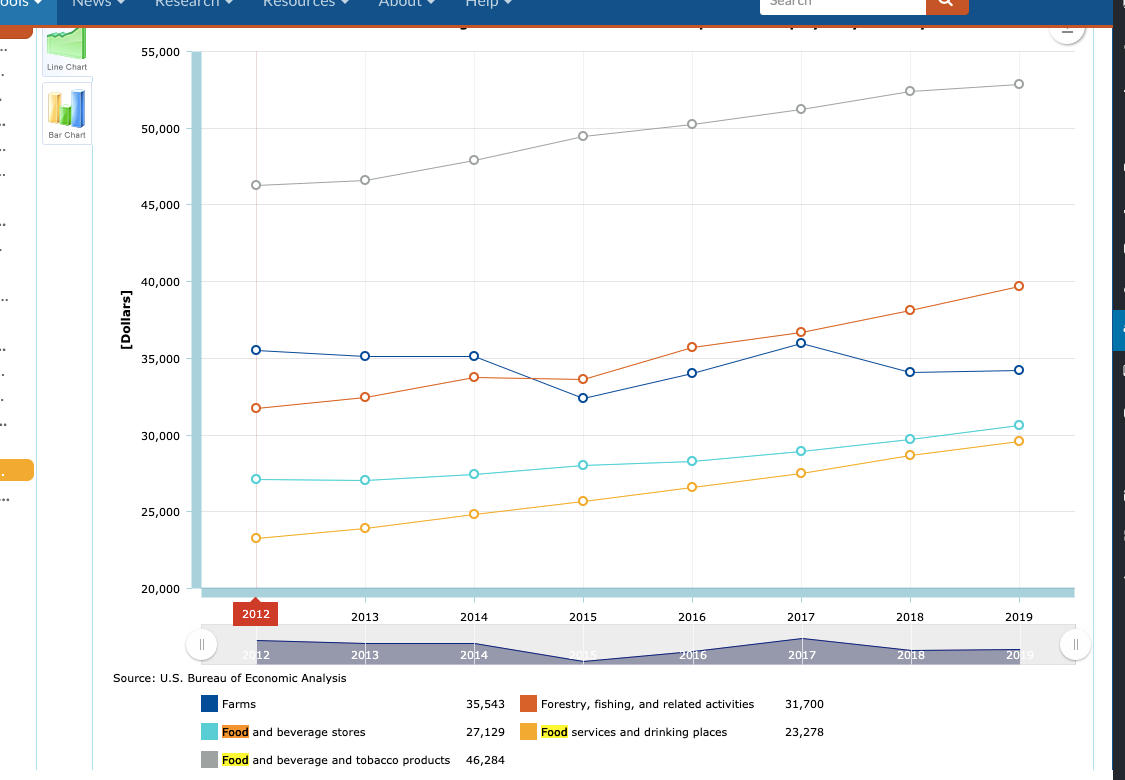 ools News Research Resources About Help Search
Line Chart
Bar Chart
55,000
50,000
45,000
40,000
35,000
30,000
25,000
20,000
[Dollars]
2012 2013 2014 2015 2016 2017 2018 2019
2012 2013 2014 2015 2016 2017 2018 2019
Source: U.S. Bureau of Economic Analysis
Farms 35,543 Forestry, fishing, and related activities 31,700
Food and beverage stores 27,129 Food services and drinking places 23,278
Food and beverage and tobacco products 46,284